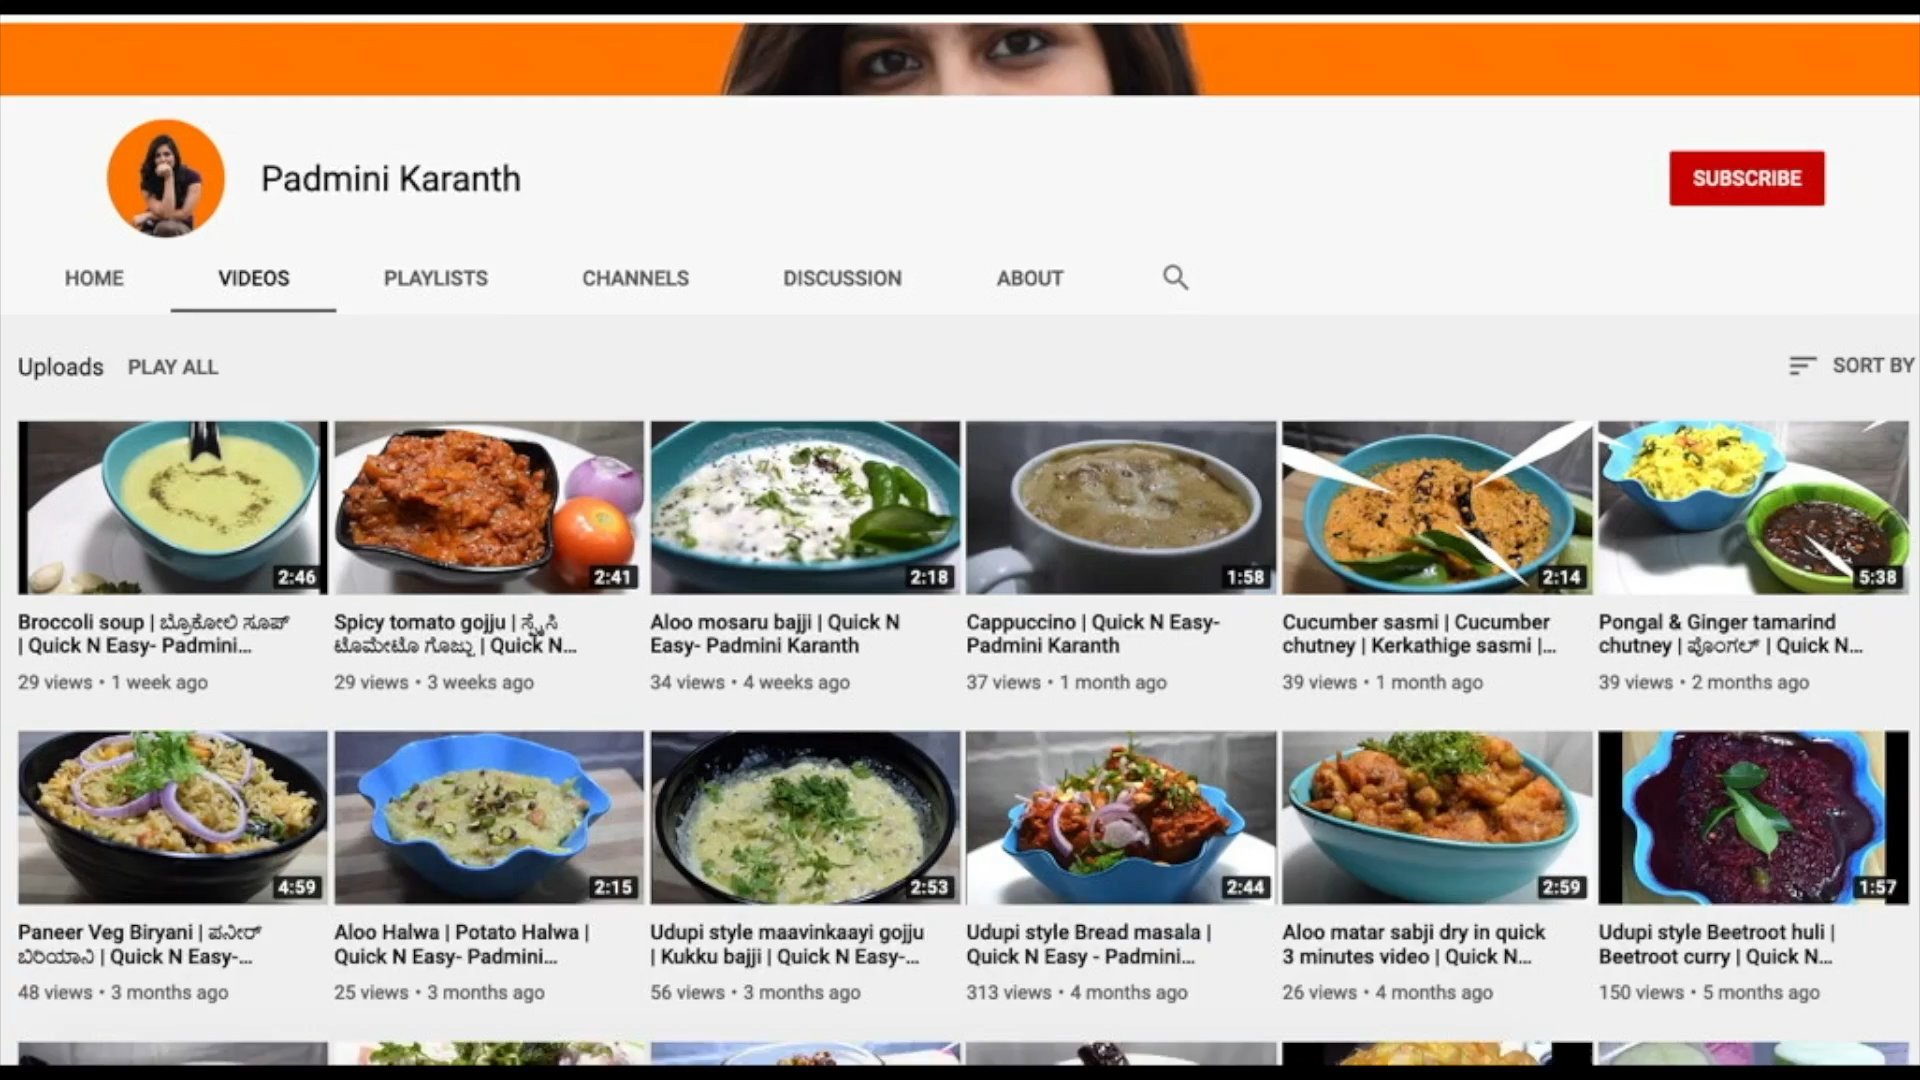 Padmini Karanth
SUBSCRIBE
HOME
VIDEOS
PLAYLISTS
CHANNELS
DISCUSSION
ABOUT
Uploads
PLAY ALL
SORT BY
2:46
2:41
2:18
1:58
2:14
5:38
Broccoli soup | ಬ್ರೊಕೋಲಿ ಸೂಪ್
| Quick N Easy- Padmini...
29 views • 1 week ago
Spicy tomato gojju | ಸ್ಪೈಸಿ
ಟೊಮೇಟೊ ಗೊಜ್ಜು | Quick N...
29 views • 3 weeks ago
Aloo mosaru bajji | Quick N
Easy- Padmini Karanth
34 views • 4 weeks ago
Cappuccino | Quick N Easy-
Padmini Karanth
37 views • 1 month ago
Cucumber sasmi | Cucumber
chutney | Kerkathige sasmi |...
39 views • 1 month ago
Pongal & Ginger tamarind
chutney | ಪೊಂಗಲ್ | Quick N...
39 views • 2 months ago
4:59
2:15
2:53
2:44
2:59
1:57
Paneer Veg Biryani | ಪನೀರ್
ಬಿರಿಯಾನಿ | Quick N Easy-...
48 views • 3 months ago
Aloo Halwa | Potato Halwa |
Quick N Easy- Padmini...
25 views • 3 months ago
Udupi style maavinkaayi gojju
| Kukku bajji | Quick N Easy-...
56 views • 3 months ago
Udupi style Bread masala |
Quick N Easy - Padmini...
313 views • 4 months ago
Aloo matar sabji dry in quick
3 minutes video | Quick N...
26 views • 4 months ago
Udupi style Beetroot huli |
Beetroot curry | Quick N...
150 views • 5 months ago